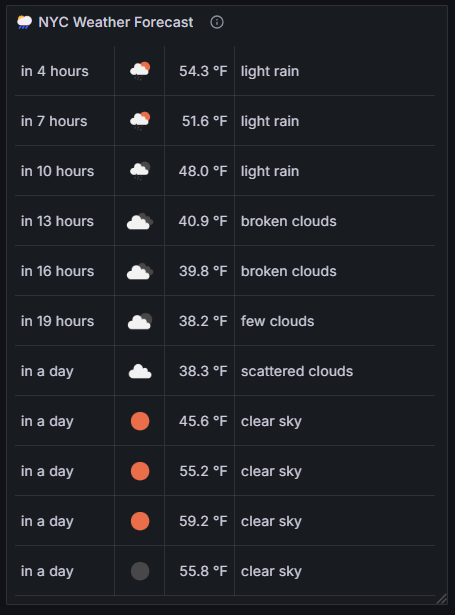 NYC Weather Forecast
in 4 hours 54.3 °F light rain
in 7 hours 51.6 °F light rain
in 10 hours 48.0 °F light rain
in 13 hours 40.9 °F broken clouds
in 16 hours 39.8 °F broken clouds
in 19 hours 38.2 °F few clouds
in a day 38.3 °F scattered clouds
in a day 45.6 °F clear sky
in a day 55.2 °F clear sky
in a day 59.2 °F clear sky
in a day 55.8 °F clear sky